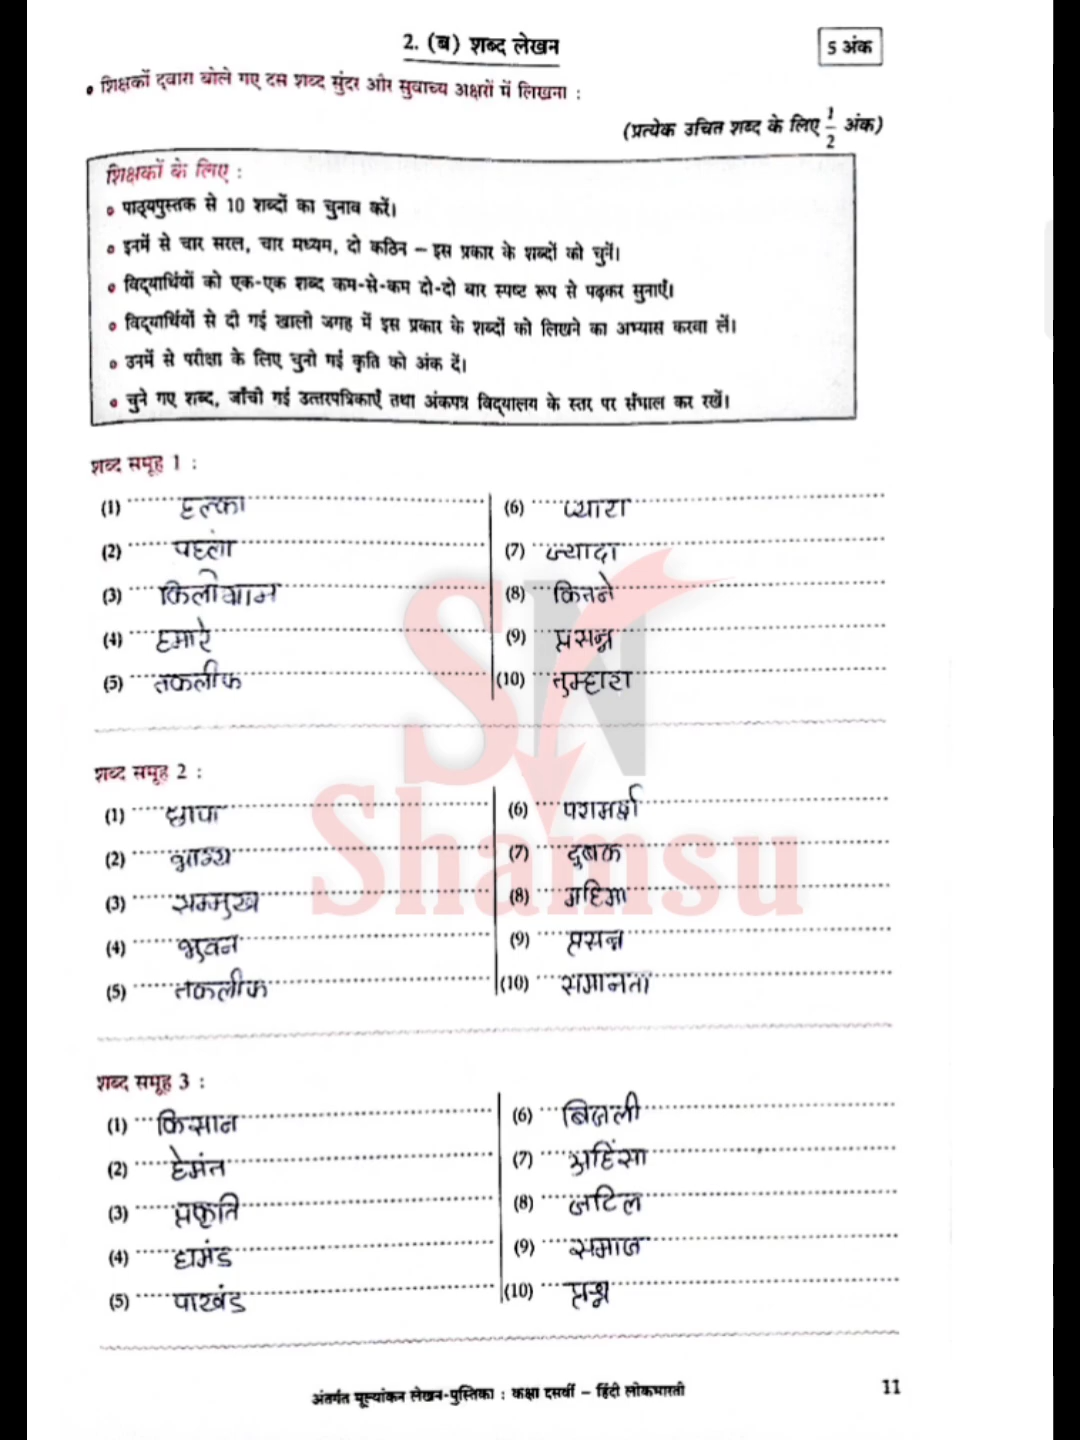 2. (ब) शब्द लेखन
5 अंक
• शिक्षकों द्वारा बोले गए दस शब्द सुंदर और सुवाच्य अक्षरों में लिखना :
(प्रत्येक उचित शब्द के लिए 1/2 अंक)
शिक्षकों के लिए :
• पाठ्यपुस्तक से 10 शब्दों का चुनाव करें।
• इनमें से चार सरल, चार मध्यम, दो कठिन – इस प्रकार के शब्दों को चुनें।
• विद्यार्थियों को एक-एक शब्द कम-से-कम दो-दो बार स्पष्ट रूप से पढ़कर सुनाएँ।
• विद्यार्थियों से दी गई खाली जगह में इस प्रकार के शब्दों को लिखने का अभ्यास करवा लें।
• उनमें से परीक्षा के लिए चुनी गई कृति को अंक दें।
• चुने गए शब्द, जाँची गई उत्तरपत्रिकाएँ तथा अंकपत्र विद्यालय के स्तर पर सँभाल कर रखें।
शब्द समूह 1 :
(1) हल्का
(2) पहला
(3) किलोग्राम
(4) हमारे
(5) तकलीफ
(6) प्यारा
(7) ज्यादा
(8) कितने
(9) प्रसन्न
(10) तुम्हारा
SN
Shamsu
शब्द समूह 2 :
(1)
(2) भाग्य
(3) सम्मुख
(4) भुवन
(5) तकलीफ
(6) परामर्श
(7) दुबक
(8) महिमा
(9) प्रसन्न
(10) समानता
शब्द समूह 3 :
(1) किसान
(2) हेमंत
(3) प्रकृति
(4) घमंड
(5) पाखंड
(6) बिजली
(7) अहिंसा
(8) जटिल
(9) समाज
(10) प्रश्न
अंतर्गत मूल्यांकन लेखन-पुस्तिका : कक्षा दसवीं – हिंदी लोकभारती
11